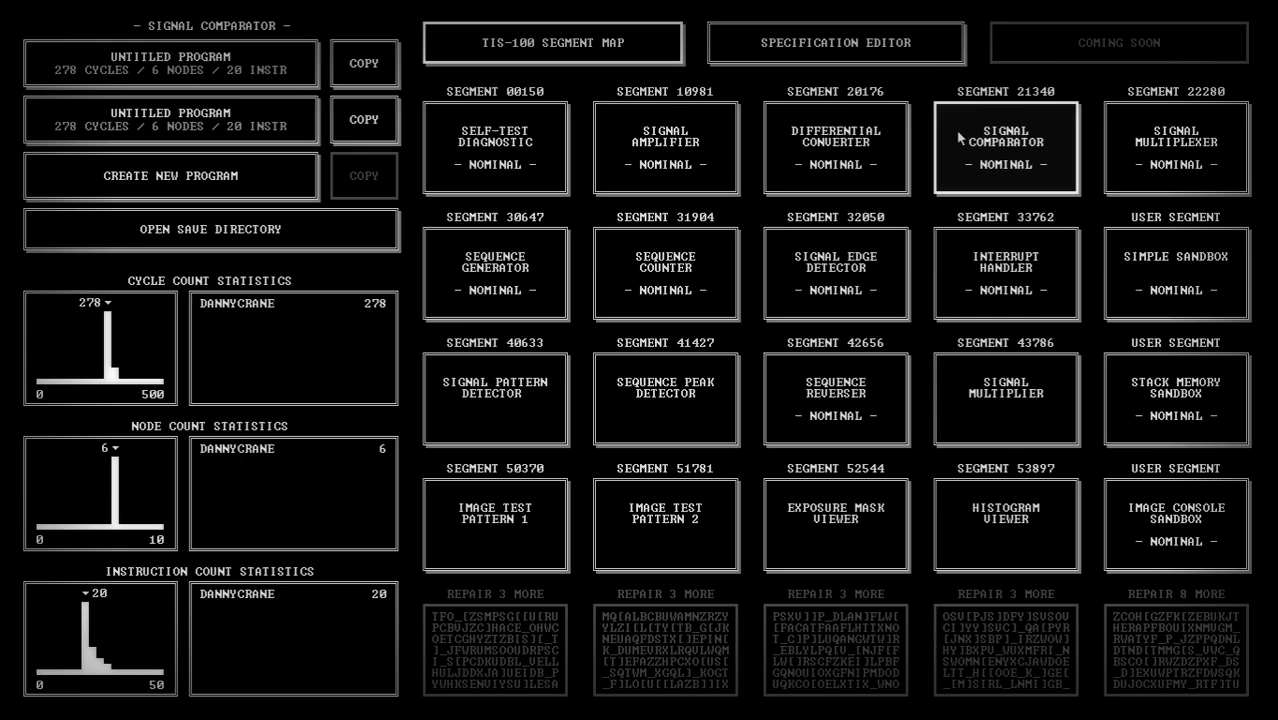 - SIGNAL COMPARATOR -
UNTITLED PROGRAM
278 CYCLES / 6 NODES / 20 INSTR
COPY
UNTITLED PROGRAM
278 CYCLES / 6 NODES / 20 INSTR
COPY
CREATE NEW PROGRAM
COPY
OPEN SAVE DIRECTORY
CYCLE COUNT STATISTICS
278
0 500
DANNYCRANE 278
NODE COUNT STATISTICS
6
0 10
DANNYCRANE 6
INSTRUCTION COUNT STATISTICS
20
0 50
DANNYCRANE 20
TIS-100 SEGMENT MAP
SPECIFICATION EDITOR
COMING SOON
SEGMENT 00150
SELF-TEST
DIAGNOSTIC
- NOMINAL -
SEGMENT 10981
SIGNAL
AMPLIFIER
- NOMINAL -
SEGMENT 20176
DIFFERENTIAL
CONVERTER
- NOMINAL -
SEGMENT 21340
SIGNAL
COMPARATOR
- NOMINAL -
SEGMENT 22280
SIGNAL
MULTIPLEXER
- NOMINAL -
SEGMENT 30647
SEQUENCE
GENERATOR
- NOMINAL -
SEGMENT 31904
SEQUENCE
COUNTER
- NOMINAL -
SEGMENT 32050
SIGNAL EDGE
DETECTOR
- NOMINAL -
SEGMENT 33762
INTERRUPT
HANDLER
- NOMINAL -
USER SEGMENT
SIMPLE SANDBOX
- NOMINAL -
SEGMENT 40633
SIGNAL PATTERN
DETECTOR
SEGMENT 41427
SEQUENCE PEAK
DETECTOR
SEGMENT 42656
SEQUENCE
REVERSER
- NOMINAL -
SEGMENT 43786
SIGNAL
MULTIPLIER
USER SEGMENT
STACK MEMORY
SANDBOX
- NOMINAL -
SEGMENT 50370
IMAGE TEST
PATTERN 1
SEGMENT 51781
IMAGE TEST
PATTERN 2
SEGMENT 52544
EXPOSURE MASK
VIEWER
SEGMENT 53897
HISTOGRAM
VIEWER
USER SEGMENT
IMAGE CONSOLE
SANDBOX
- NOMINAL -
REPAIR 3 MORE
REPAIR 3 MORE
REPAIR 3 MORE
REPAIR 3 MORE
REPAIR 8 MORE